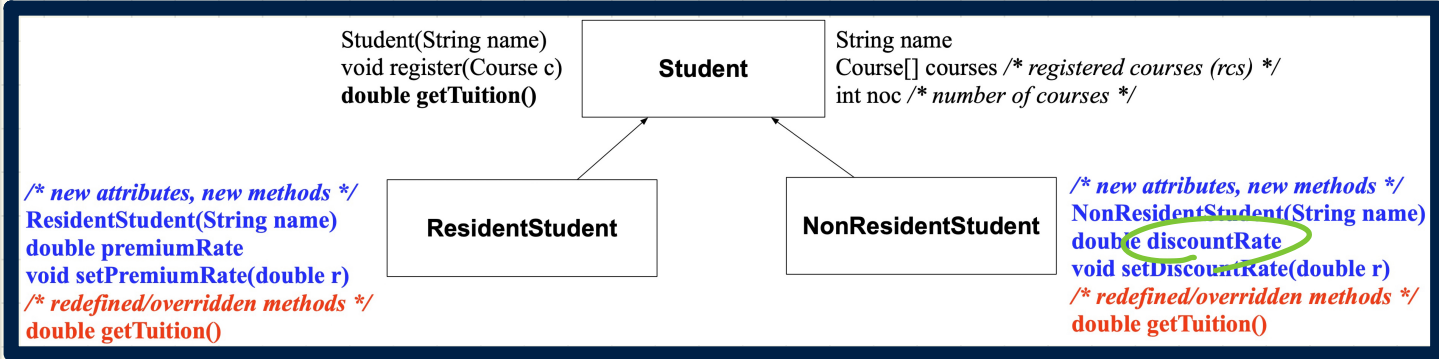 Student(String name)
void register(Course c)
double getTuition()
Student
String name
Course[] courses /* registered courses (rcs) */
int noc /* number of courses */
/* new attributes, new methods */
ResidentStudent(String name)
double premiumRate
void setPremiumRate(double r)
/* redefined/overridden methods */
double getTuition()
ResidentStudent
NonResidentStudent
/* new attributes, new methods */
NonResidentStudent(String name)
double discountRate
void setDiscountRate(double r)
/* redefined/overridden methods */
double getTuition()